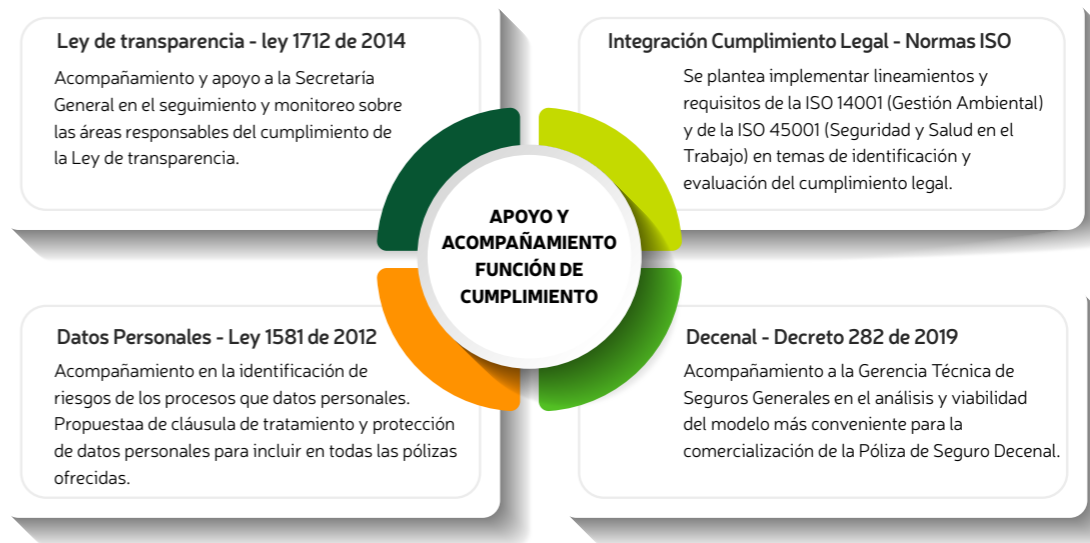 Ley de transparencia - ley 1712 de 2014
Acompañamiento y apoyo a la Secretaría
General en el seguimiento y monitoreo sobre
las áreas responsables del cumplimiento de
la Ley de transparencia.
Integración Cumplimiento Legal - Normas ISO
Se plantea implementar lineamientos y
requisitos de la ISO 14001 (Gestión Ambiental)
y de la ISO 45001 (Seguridad y Salud en el
Trabajo) en temas de identificación y
evaluación del cumplimiento legal.
APOYO Y
ACOMPAÑAMIENTO
FUNCIÓN DE
CUMPLIMIENTO
Datos Personales - Ley 1581 de 2012
Acompañamiento en la identificación de
riesgos de los procesos que datos personales.
Propuestaa de cláusula de tratamiento y protección
de datos personales para incluir en todas las pólizas
ofrecidas.
Decenal - Decreto 282 de 2019
Acompañamiento a la Gerencia Técnica de
Seguros Generales en el análisis y viabilidad
del modelo más conveniente para la
comercialización de la Póliza de Seguro Decenal.